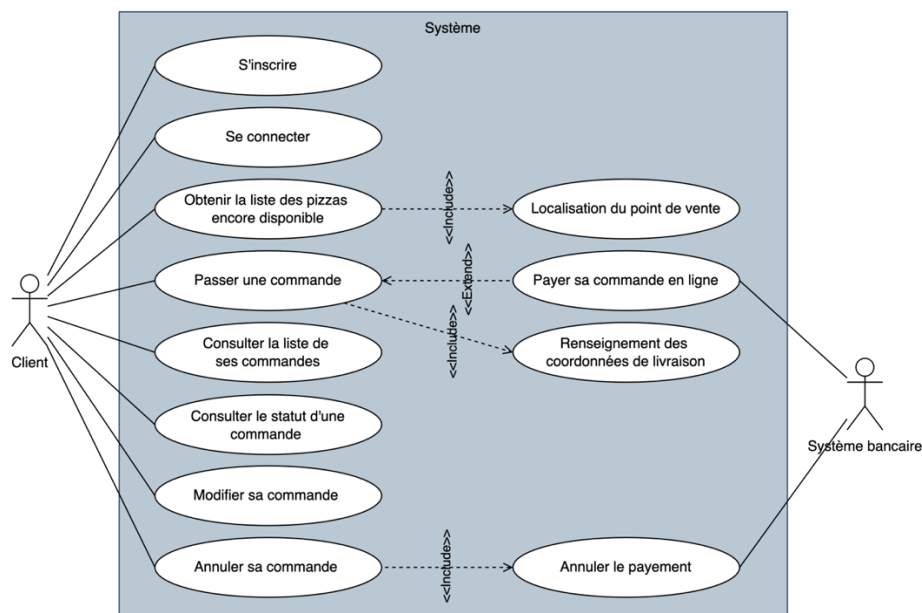 Système
S'inscrire
Se connecter
Obtenir la liste des pizzas
encore disponible
<<Include>>
Localisation du point de vente
Passer une commande
<<Extend>>
Payer sa commande en ligne
Client
Consulter la liste de
ses commandes
<<Include>>
Renseignement des
coordonnées de livraison
Consulter le statut d'une
commande
Système bancaire
Modifier sa commande
Annuler sa commande
<<Include>>
Annuler le payement